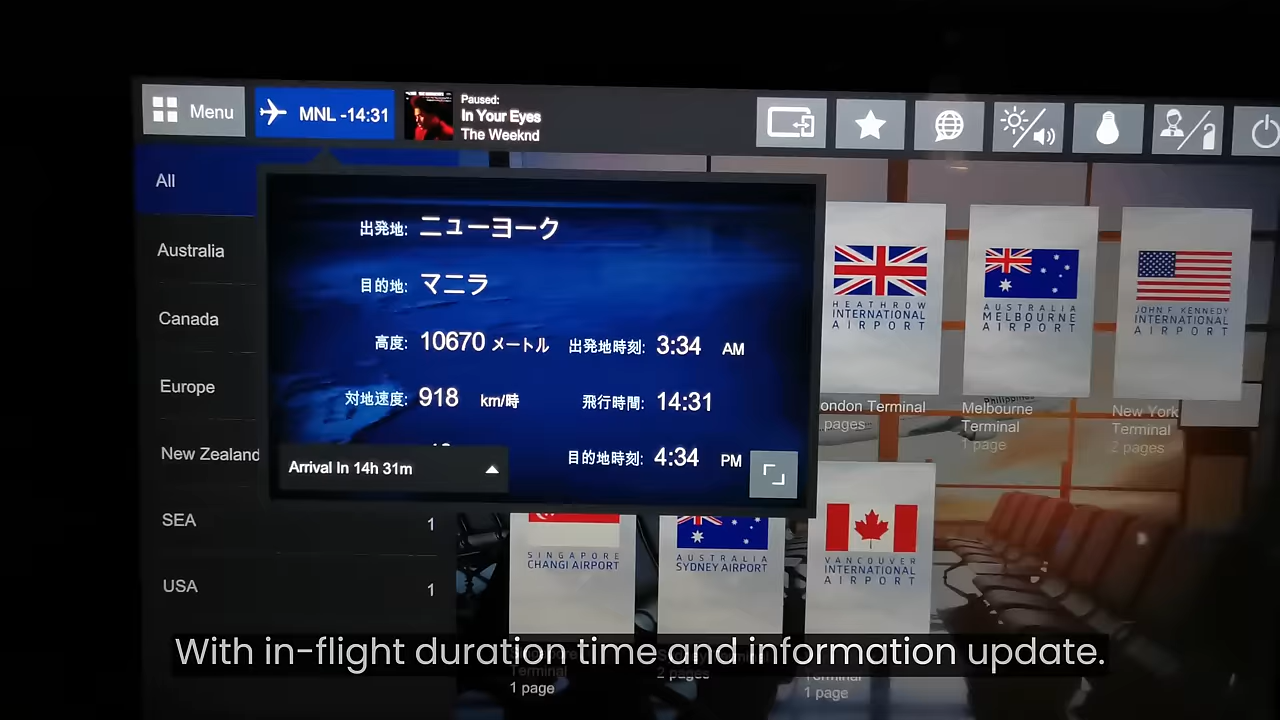 Menu
MNL -14:31
Paused:
In Your Eyes
The Weeknd
All
Australia
Canada
Europe
New Zealand
SEA 1
USA 1
出発地: ニューヨーク
目的地: マニラ
高度: 10670 メートル 出発地時刻: 3:34 AM
対地速度: 918 km/時 飛行時間: 14:31
目的地時刻: 4:34 PM
Arrival In 14h 31m
HEATHROW
INTERNATIONAL
AIRPORT
ondon Terminal
pages
AUSTRALIA
MELBOURNE
AIRPORT
Melbourne
Terminal
1 page
JOHN F KENNEDY
INTERNATIONAL
AIRPORT
New York
Terminal
2 pages
Philippine
SINGAPORE
CHANGI AIRPORT
Terminal
1 page
AUSTRALIA
SYDNEY AIRPORT
2 pages
VANCOUVER
INTERNATIONAL
AIRPORT
Terminal
1 page
With in-flight duration time and information update.